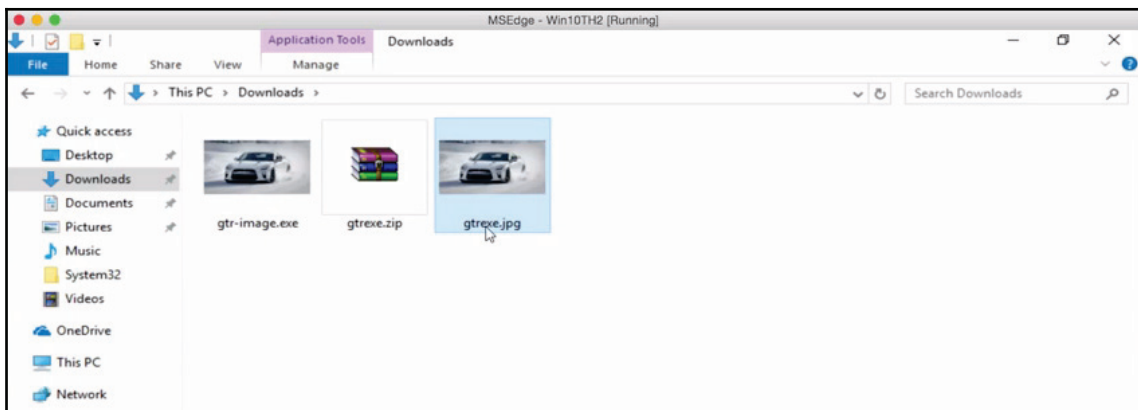 MSEdge - Win10TH2 [Running]
Application Tools Downloads
File Home Share View Manage
This PC Downloads Search Downloads
Quick access
Desktop
Downloads
Documents
Pictures
Music
System32
Videos
OneDrive
This PC
Network
gtr-image.exe gtrexe.zip gtrexe.jpg